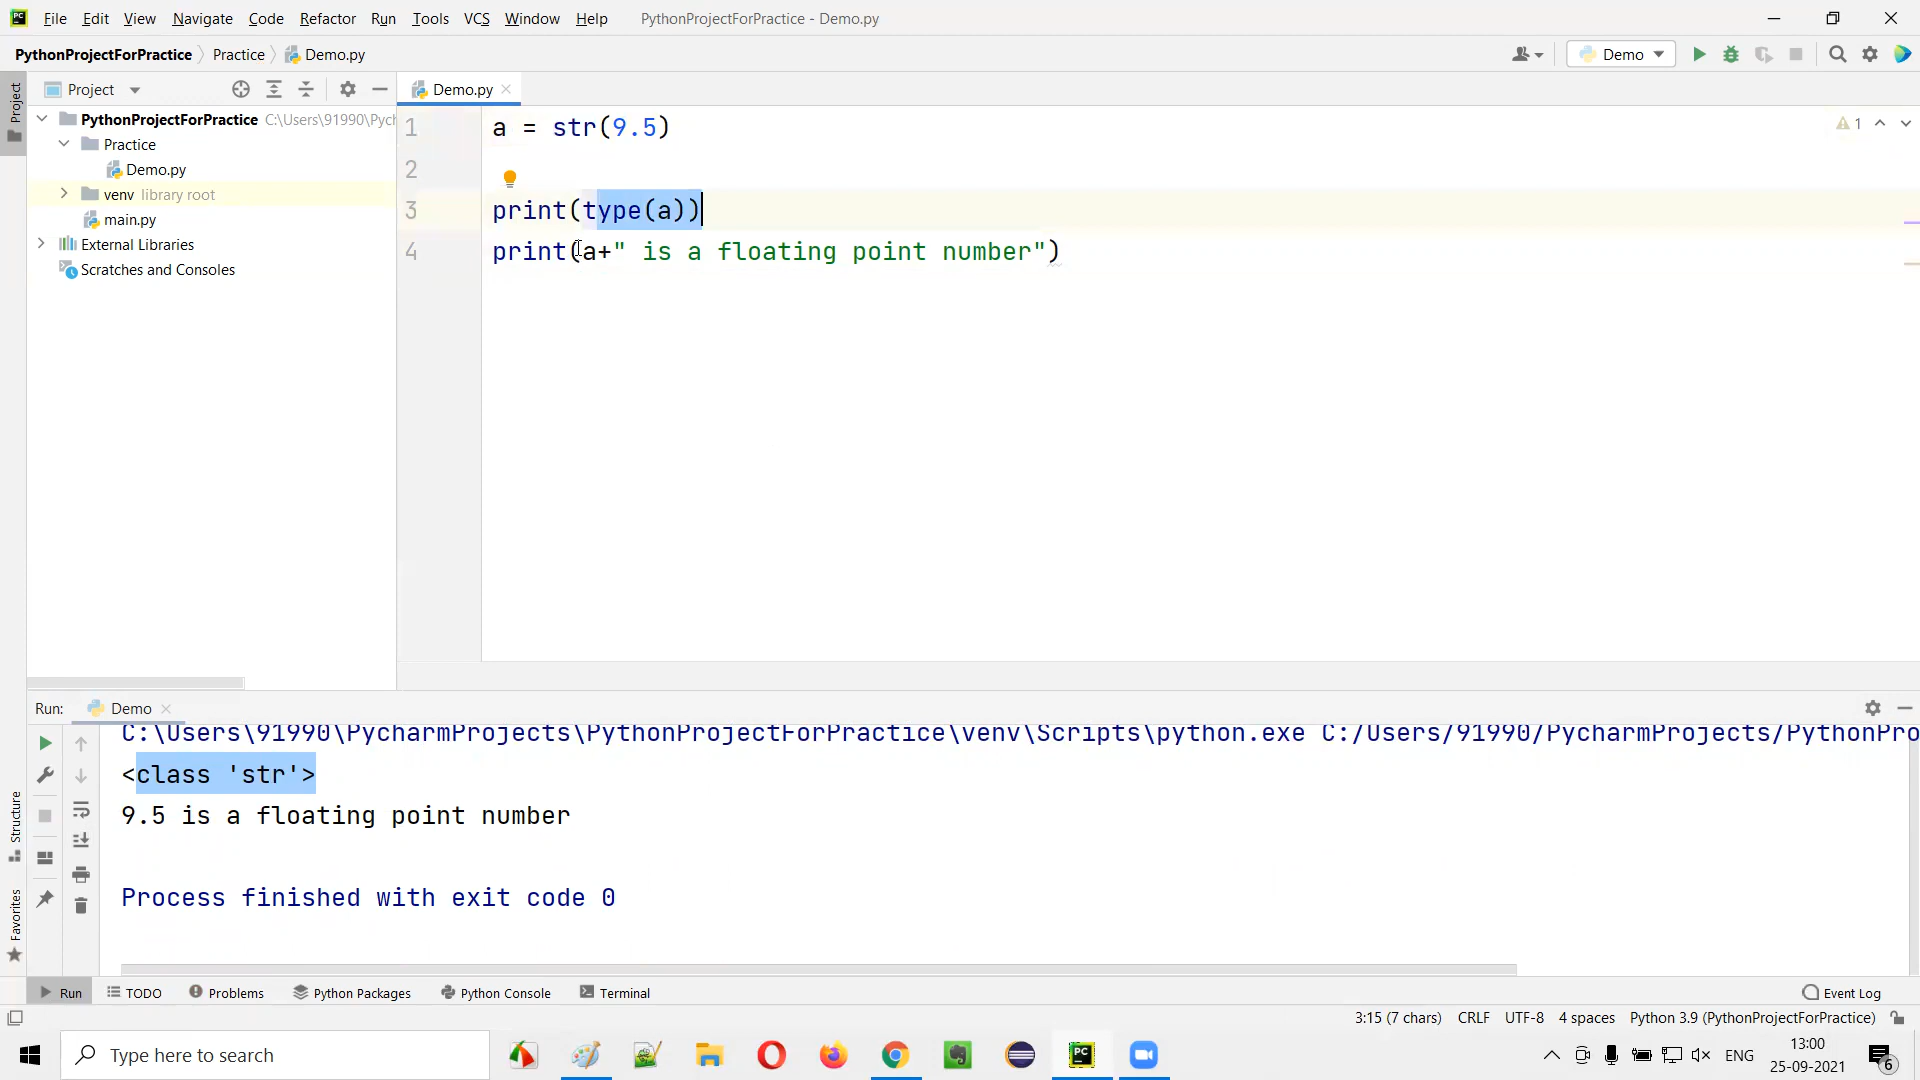 File Edit View Navigate Code Refactor Run Tools VCS Window Help PythonProjectForPractice - Demo.py
PythonProjectForPractice Practice Demo.py
Demo
Project
Project
Demo.py
PythonProjectForPractice C:\Users\91990\Pych
Practice
Demo.py
venv library root
main.py
External Libraries
Scratches and Consoles
1 a = str(9.5)
2
3 print(type(a))
4 print(a+" is a floating point number")
1
Run: Demo
C:\Users\91990\PycharmProjects\PythonProjectForPractice\venv\Scripts\python.exe C:/Users/91990/PycharmProjects/PythonPro
<class 'str'>
9.5 is a floating point number
Process finished with exit code 0
Structure
Favorites
Run TODO Problems Python Packages Python Console Terminal Event Log
3:15 (7 chars) CRLF UTF-8 4 spaces Python 3.9 (PythonProjectForPractice)
Type here to search
PC
ENG
13:00
25-09-2021
6